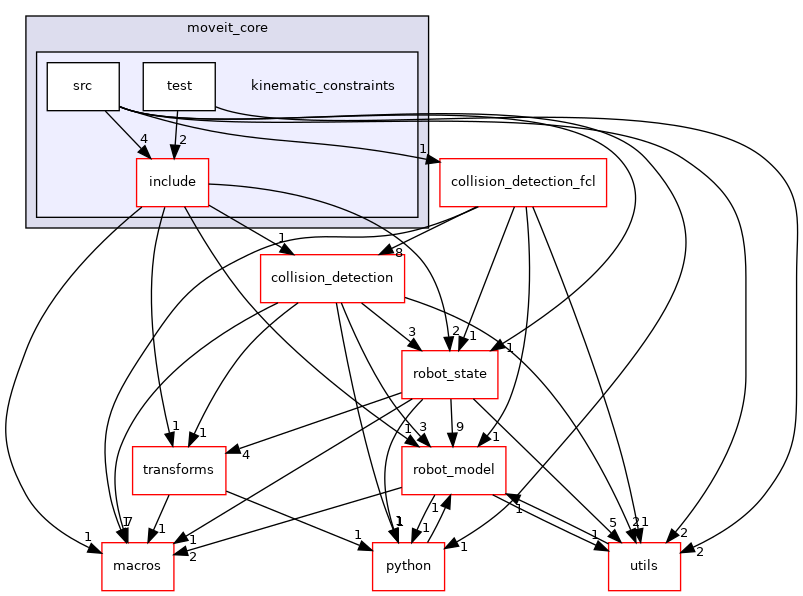 moveit_core
src
test
kinematic_constraints
4
2
1
include
collision_detection_fcl
1
8
collision_detection
3
2
1
1
robot_state
1
1
4
1
3
9
1
transforms
robot_model
1
1
1
5
2
1
2
1
7
1
1
2
1
1
1
1
1
2
macros
python
utils